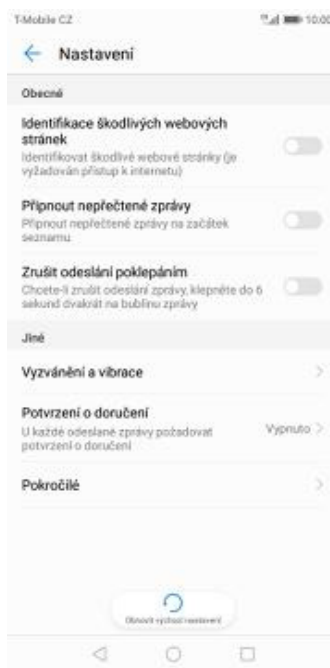 T-Mobile CZ
10:00
Nastavení
Obecné
Identifikace škodlivých webových
stránek
Identifikovat škodlivé webové stránky (je
vyžadován přístup k internetu)
Připnout nepřečtené zprávy
Připnout nepřečtené zprávy na začátek
seznamu
Zrušit odeslání poklepáním
Chcete-li zrušit odeslání zprávy, klepněte do 6
sekund dvakrát na bublinu zprávy
Jiné
Vyzvánění a vibrace
Potvrzení o doručení
U každé odeslané zprávy požadovat
potvrzení o doručení
Vypnuto
Pokročilé
Obnovit výchozí nastavení